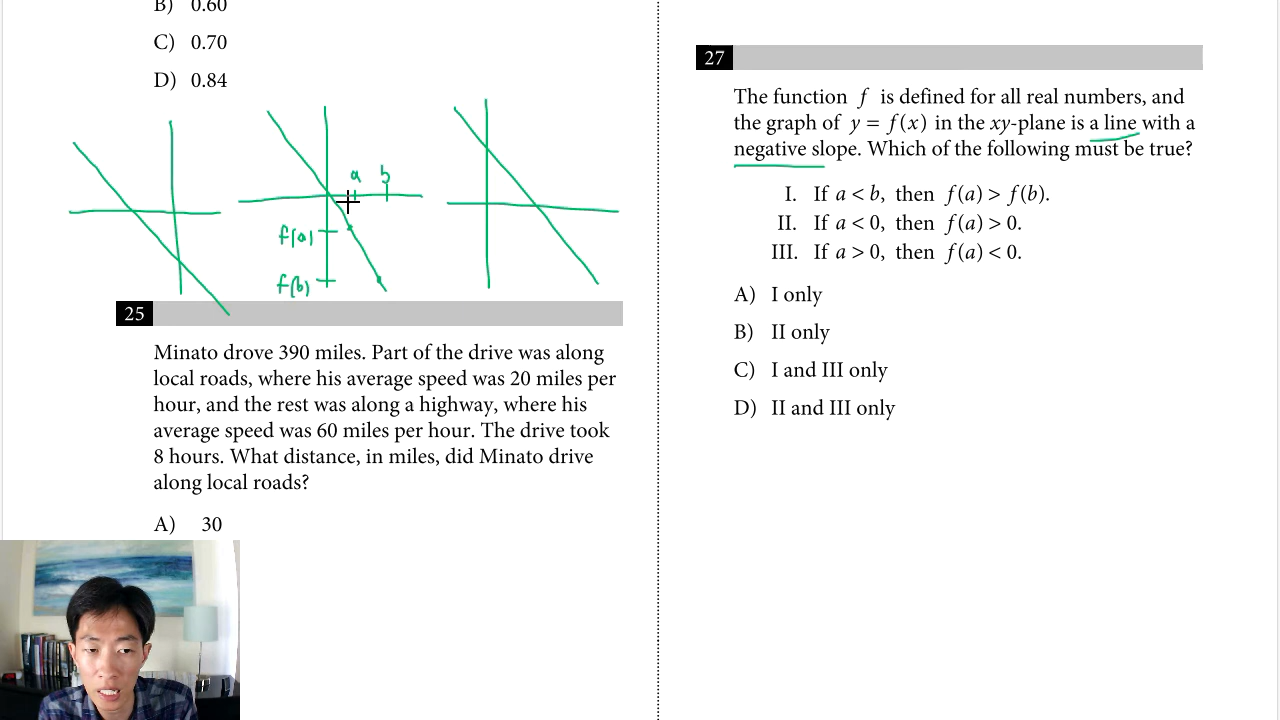 B) 0.60
C) 0.70
D) 0.84
a b
f(a)
f(b)
25
Minato drove 390 miles. Part of the drive was along
local roads, where his average speed was 20 miles per
hour, and the rest was along a highway, where his
average speed was 60 miles per hour. The drive took
8 hours. What distance, in miles, did Minato drive
along local roads?
A) 30
27
The function f is defined for all real numbers, and
the graph of y = f(x) in the xy-plane is a line with a
negative slope. Which of the following must be true?
I. If a < b, then f(a) > f(b).
II. If a < 0, then f(a) > 0.
III. If a > 0, then f(a) < 0.
A) I only
B) II only
C) I and III only
D) II and III only